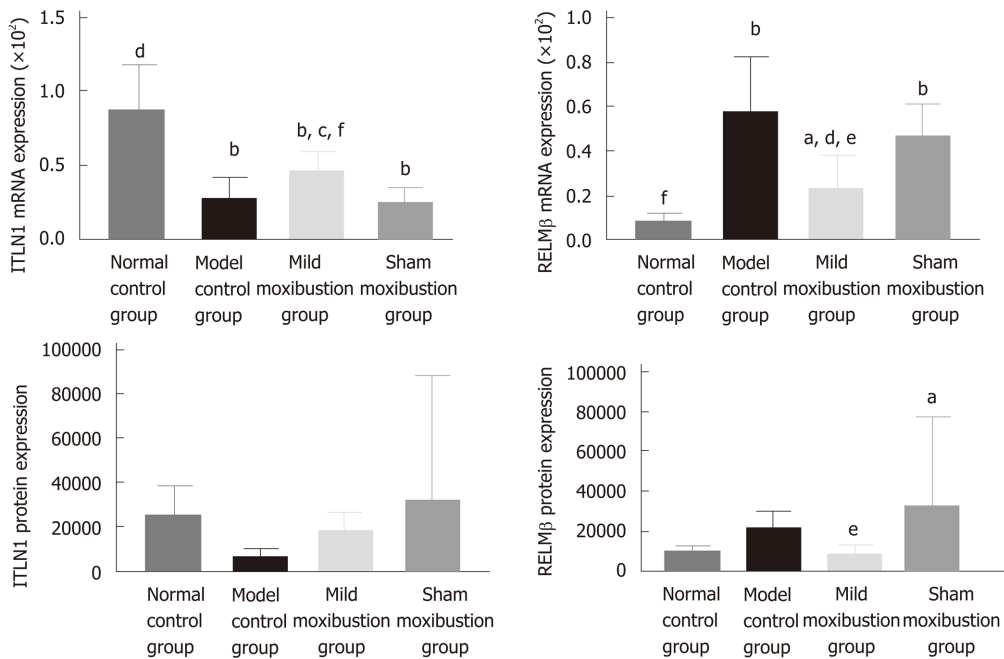 ITLN1 mRNA expression (×10²)
1.5
1.0
0.5
0.0
d
b
b, c, f
b
Normal Model Mild Sham
control control moxibustion moxibustion
group group group group
RELMβ mRNA expression (×10²)
1.0
0.8
0.6
0.4
0.2
0.0
f
b
a, d, e
b
Normal Model Mild Sham
control control moxibustion moxibustion
group group group group
ITLN1 protein expression
100000
80000
60000
40000
20000
0
Normal Model Mild Sham
control control moxibustion moxibustion
group group group group
RELMβ protein expression
100000
80000
60000
40000
20000
0
e
a
Normal Model Mild Sham
control control moxibustion moxibustion
group group group group